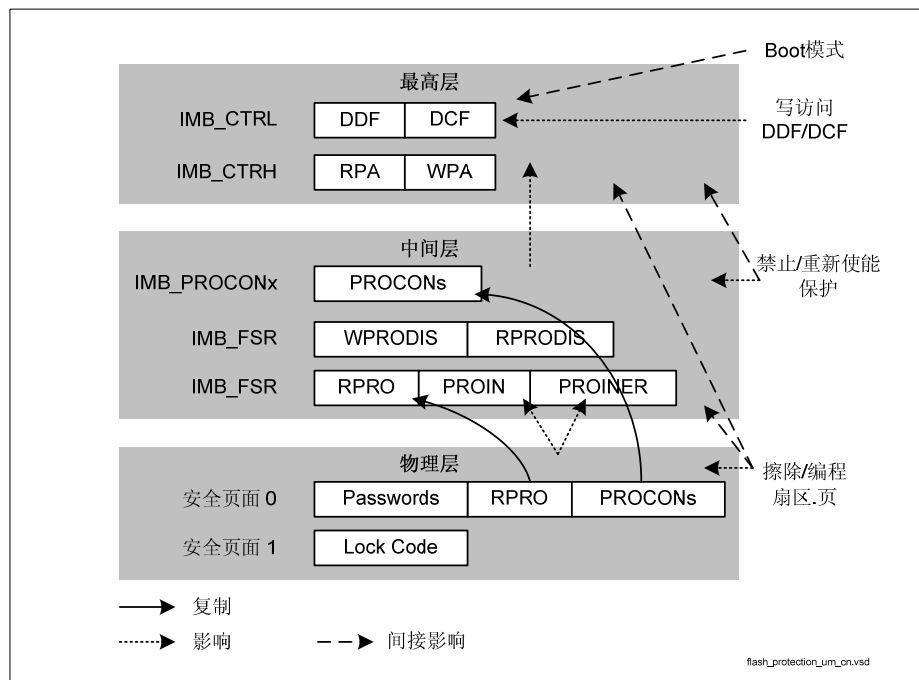 Boot模式
最高层
IMB_CTRL DDF DCF
写访问
DDF/DCF
IMB_CTRH RPA WPA
中间层
IMB_PROCONx PROCONs
禁止/重新使能
保护
IMB_FSR WPRODIS RPRODIS
IMB_FSR RPRO PROIN PROINER
物理层
擦除/编程
扇区.页
安全页面 0 Passwords RPRO PROCONs
安全页面 1 Lock Code
复制
影响 间接影响
flash_protection_um_cn.vsd